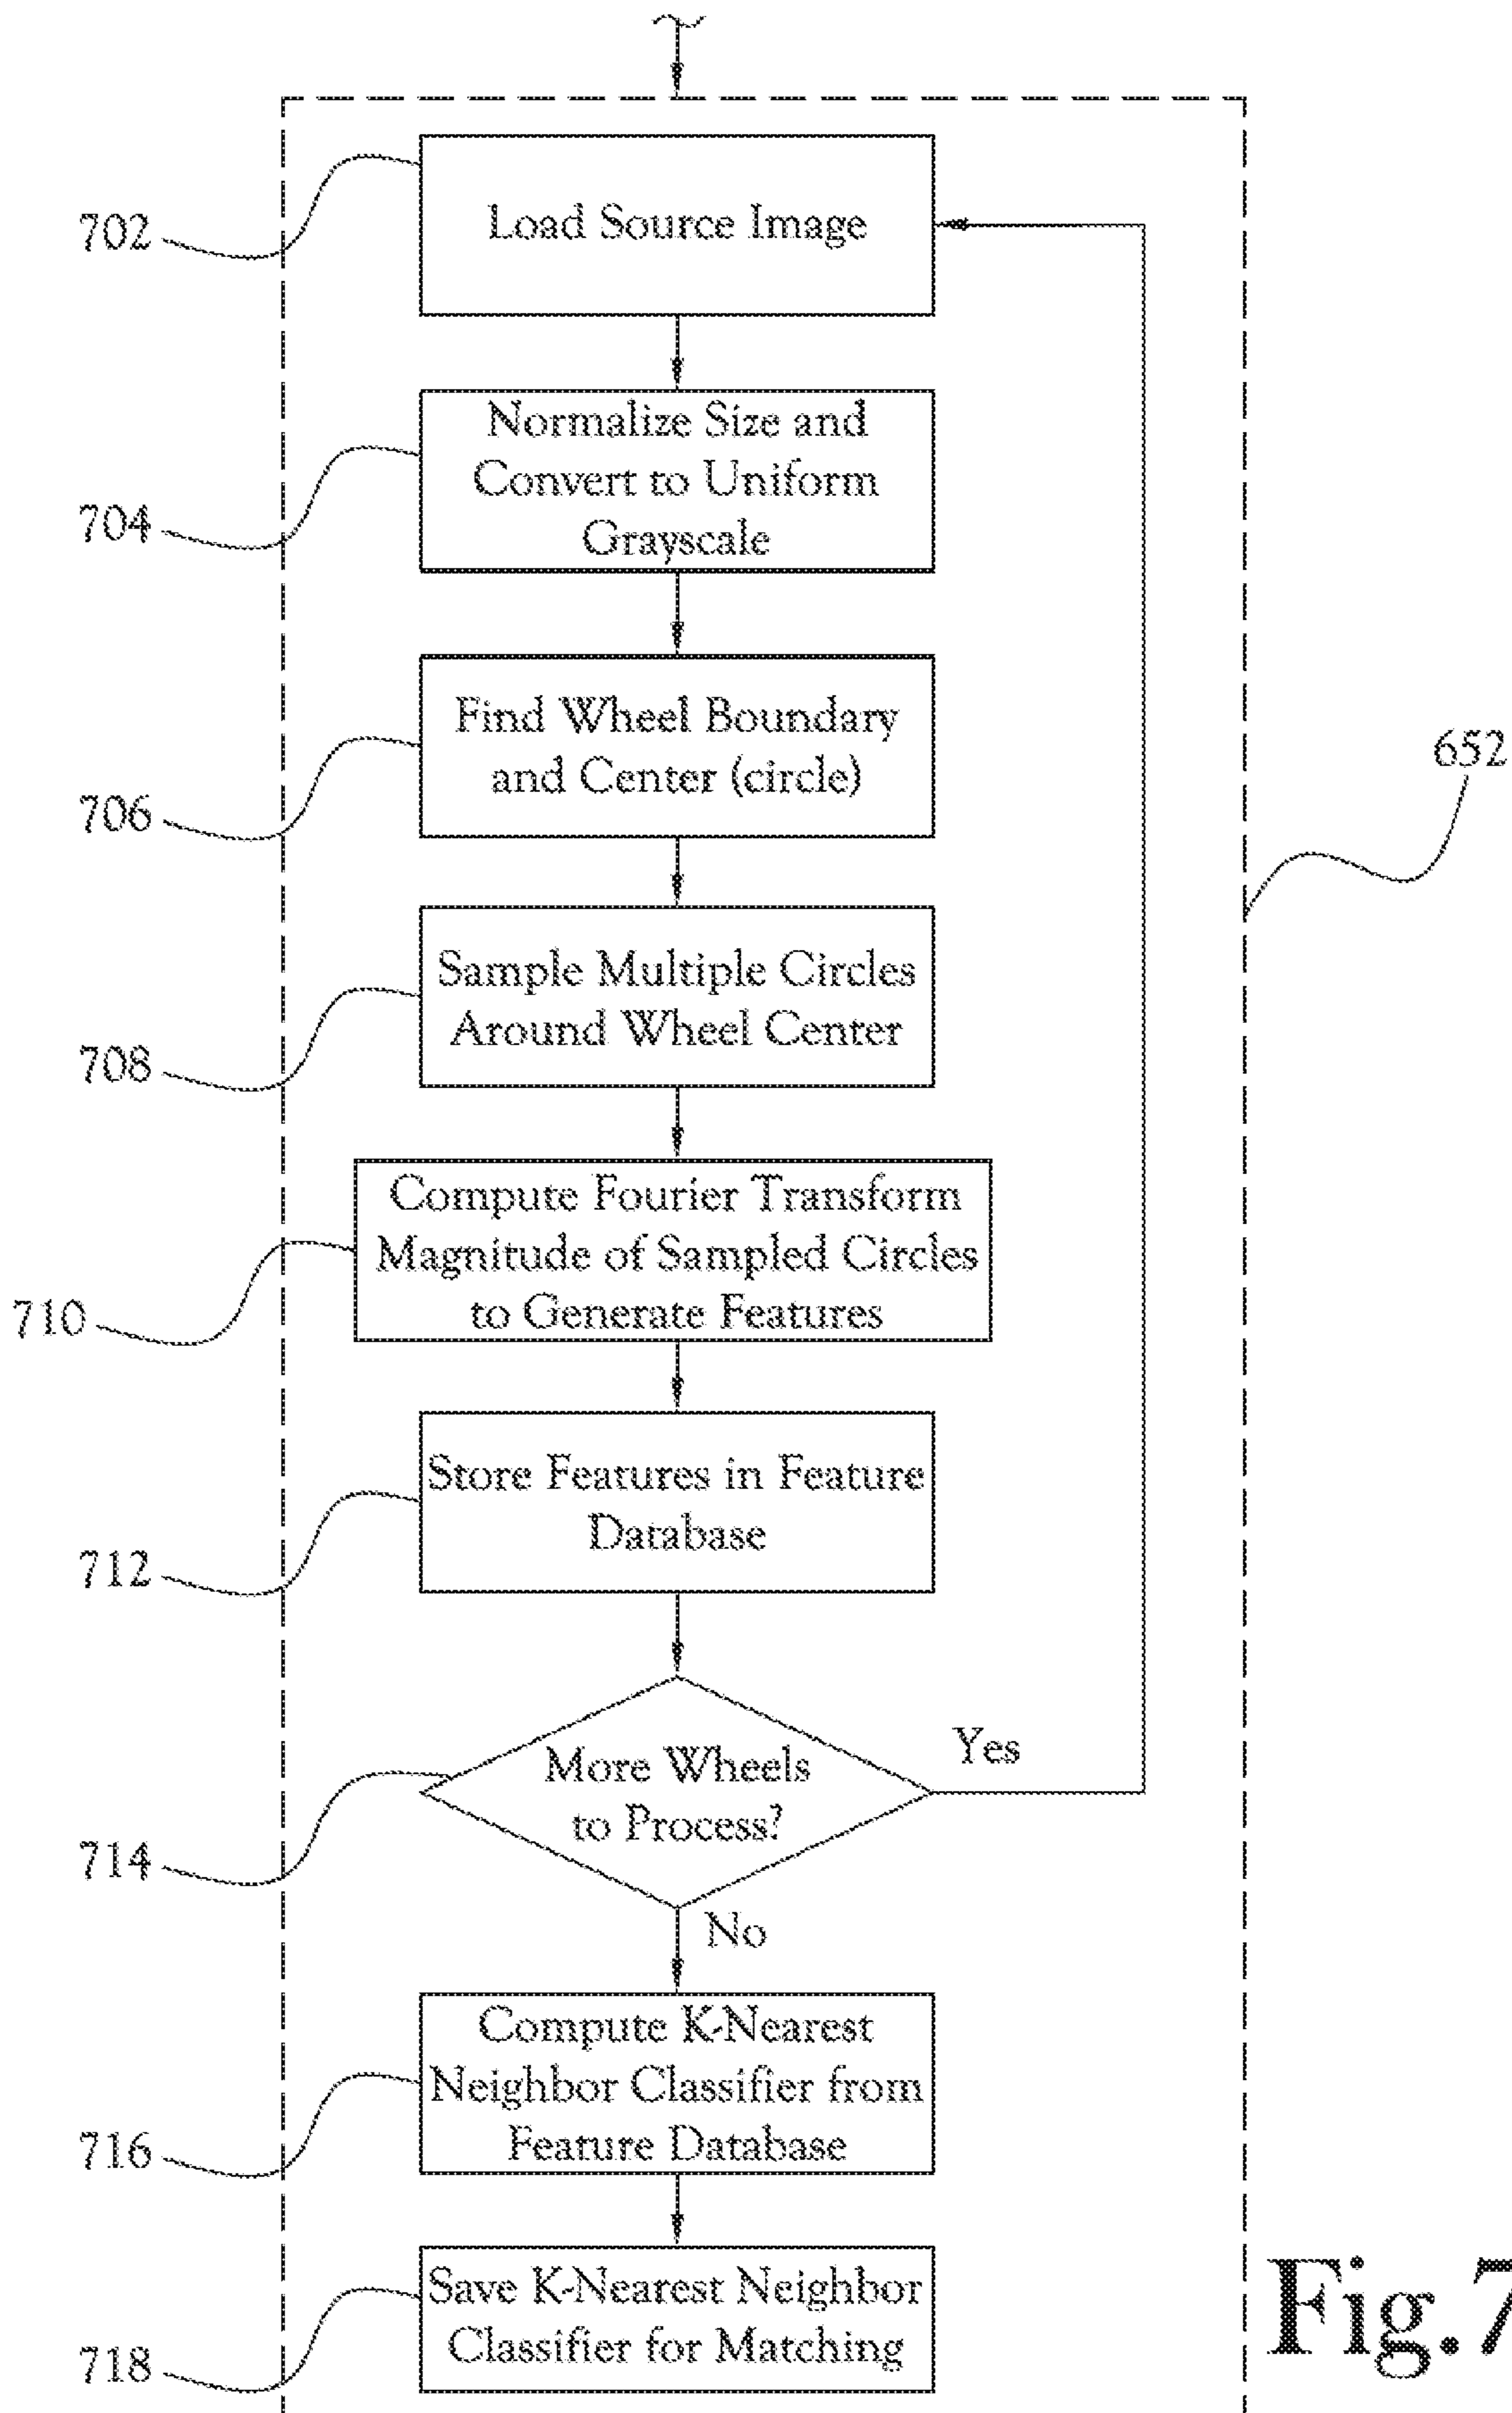 702
Load Source Image
704
Normalize Size and
Convert to Uniform
Grayscale
652
706
Find Wheel Boundary
and Center (circle)
708
Sample Multiple Circles
Around Wheel Center
710
Compute Fourier Transform
Magnitude of Sampled Circles
to Generate Features
712
Store Features in Feature
Database
714
More Wheels
to Process?
Yes
No
716
Compute K-Nearest
Neighbor Classifier from
Feature Database
718
Save K-Nearest Neighbor
Classifier for Matching
Fig.7